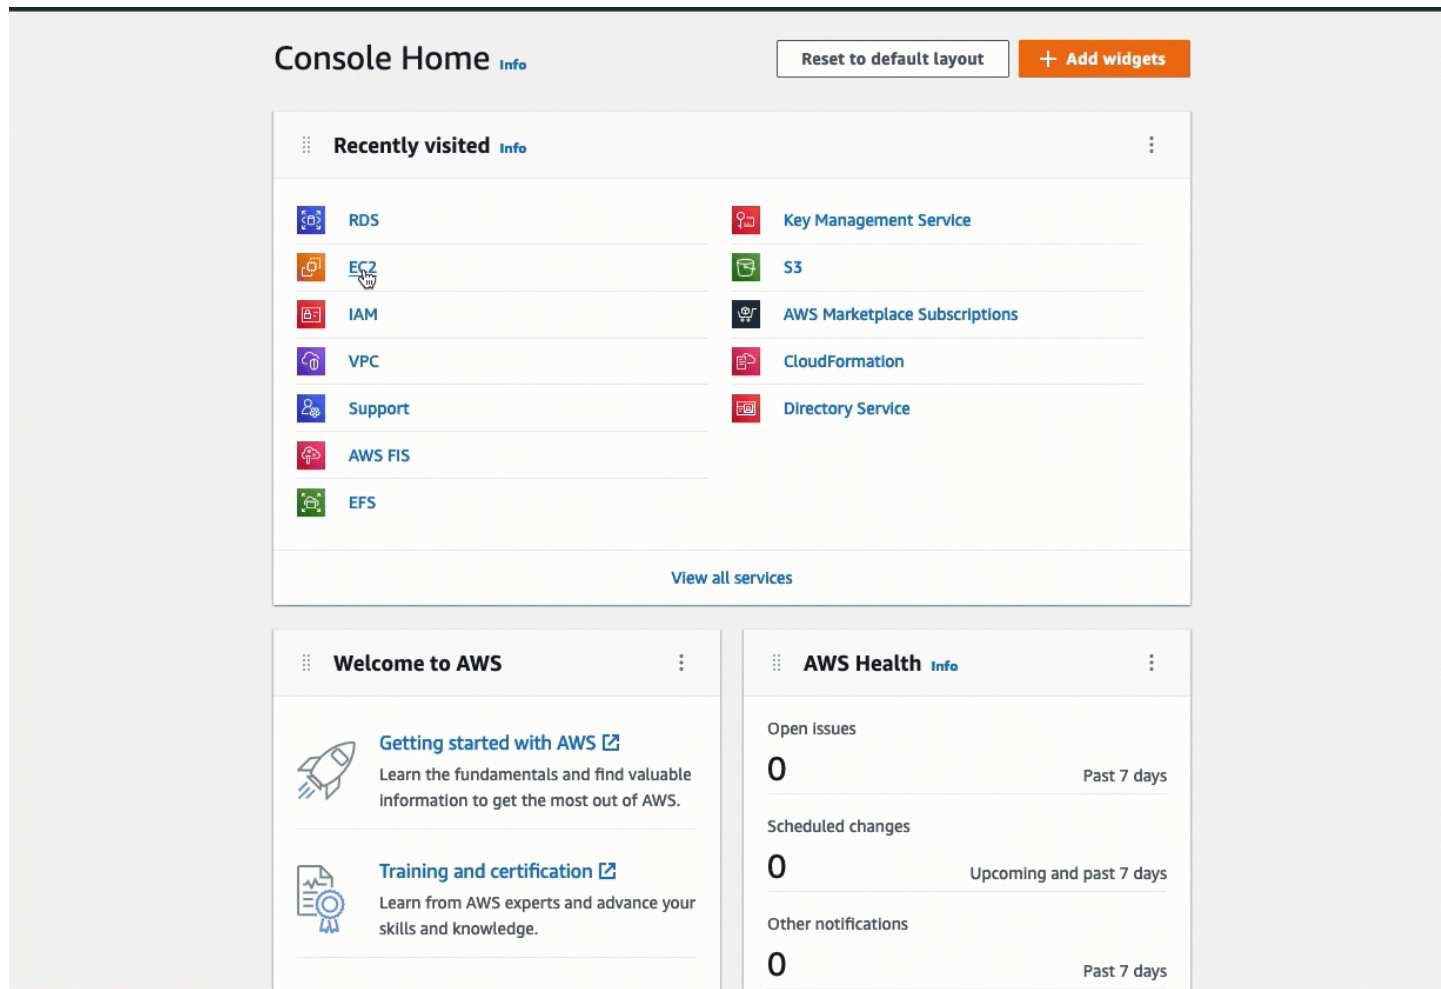 Console Home Info
Reset to default layout
+ Add widgets
Recently visited Info
RDS
EC2
IAM
VPC
Support
AWS FIS
EFS
Key Management Service
S3
AWS Marketplace Subscriptions
CloudFormation
Directory Service
View all services
Welcome to AWS
Getting started with AWS
Learn the fundamentals and find valuable
information to get the most out of AWS.
Training and certification
Learn from AWS experts and advance your
skills and knowledge.
AWS Health Info
Open issues
0
Past 7 days
Scheduled changes
0
Upcoming and past 7 days
Other notifications
0
Past 7 days